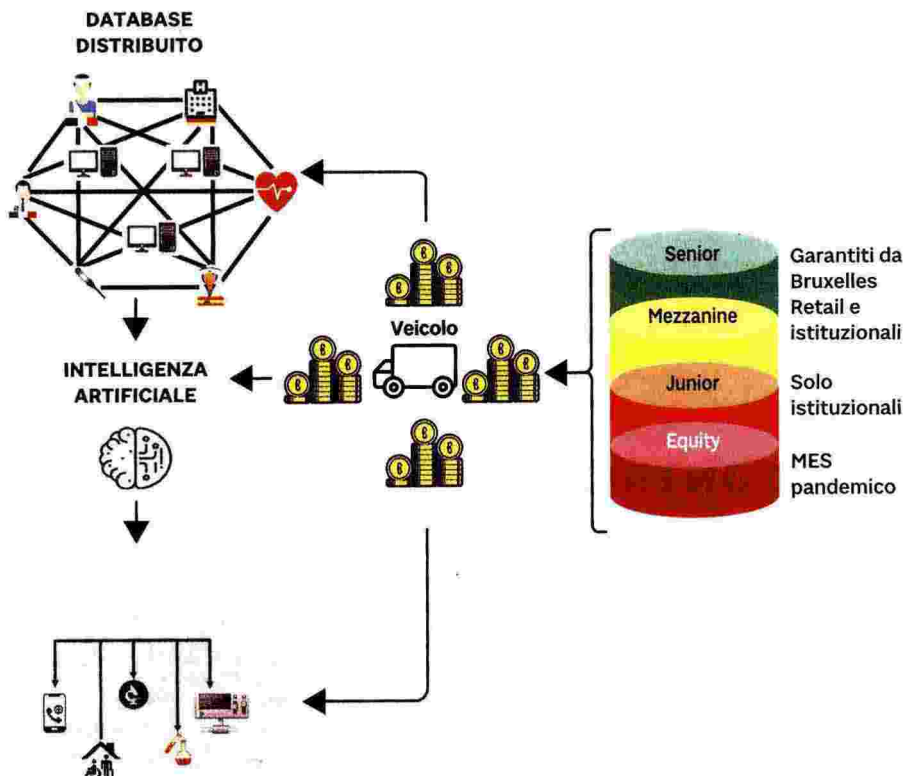 DATABASE
DISTRIBUITO
INTELLIGENZA
ARTIFICIALE
Veicolo
Senior
Mezzanine
Junior
Equity
Garantiti da
Bruxelles
Retail e
istituzionali
Solo
istituzionali
MES
pandemico